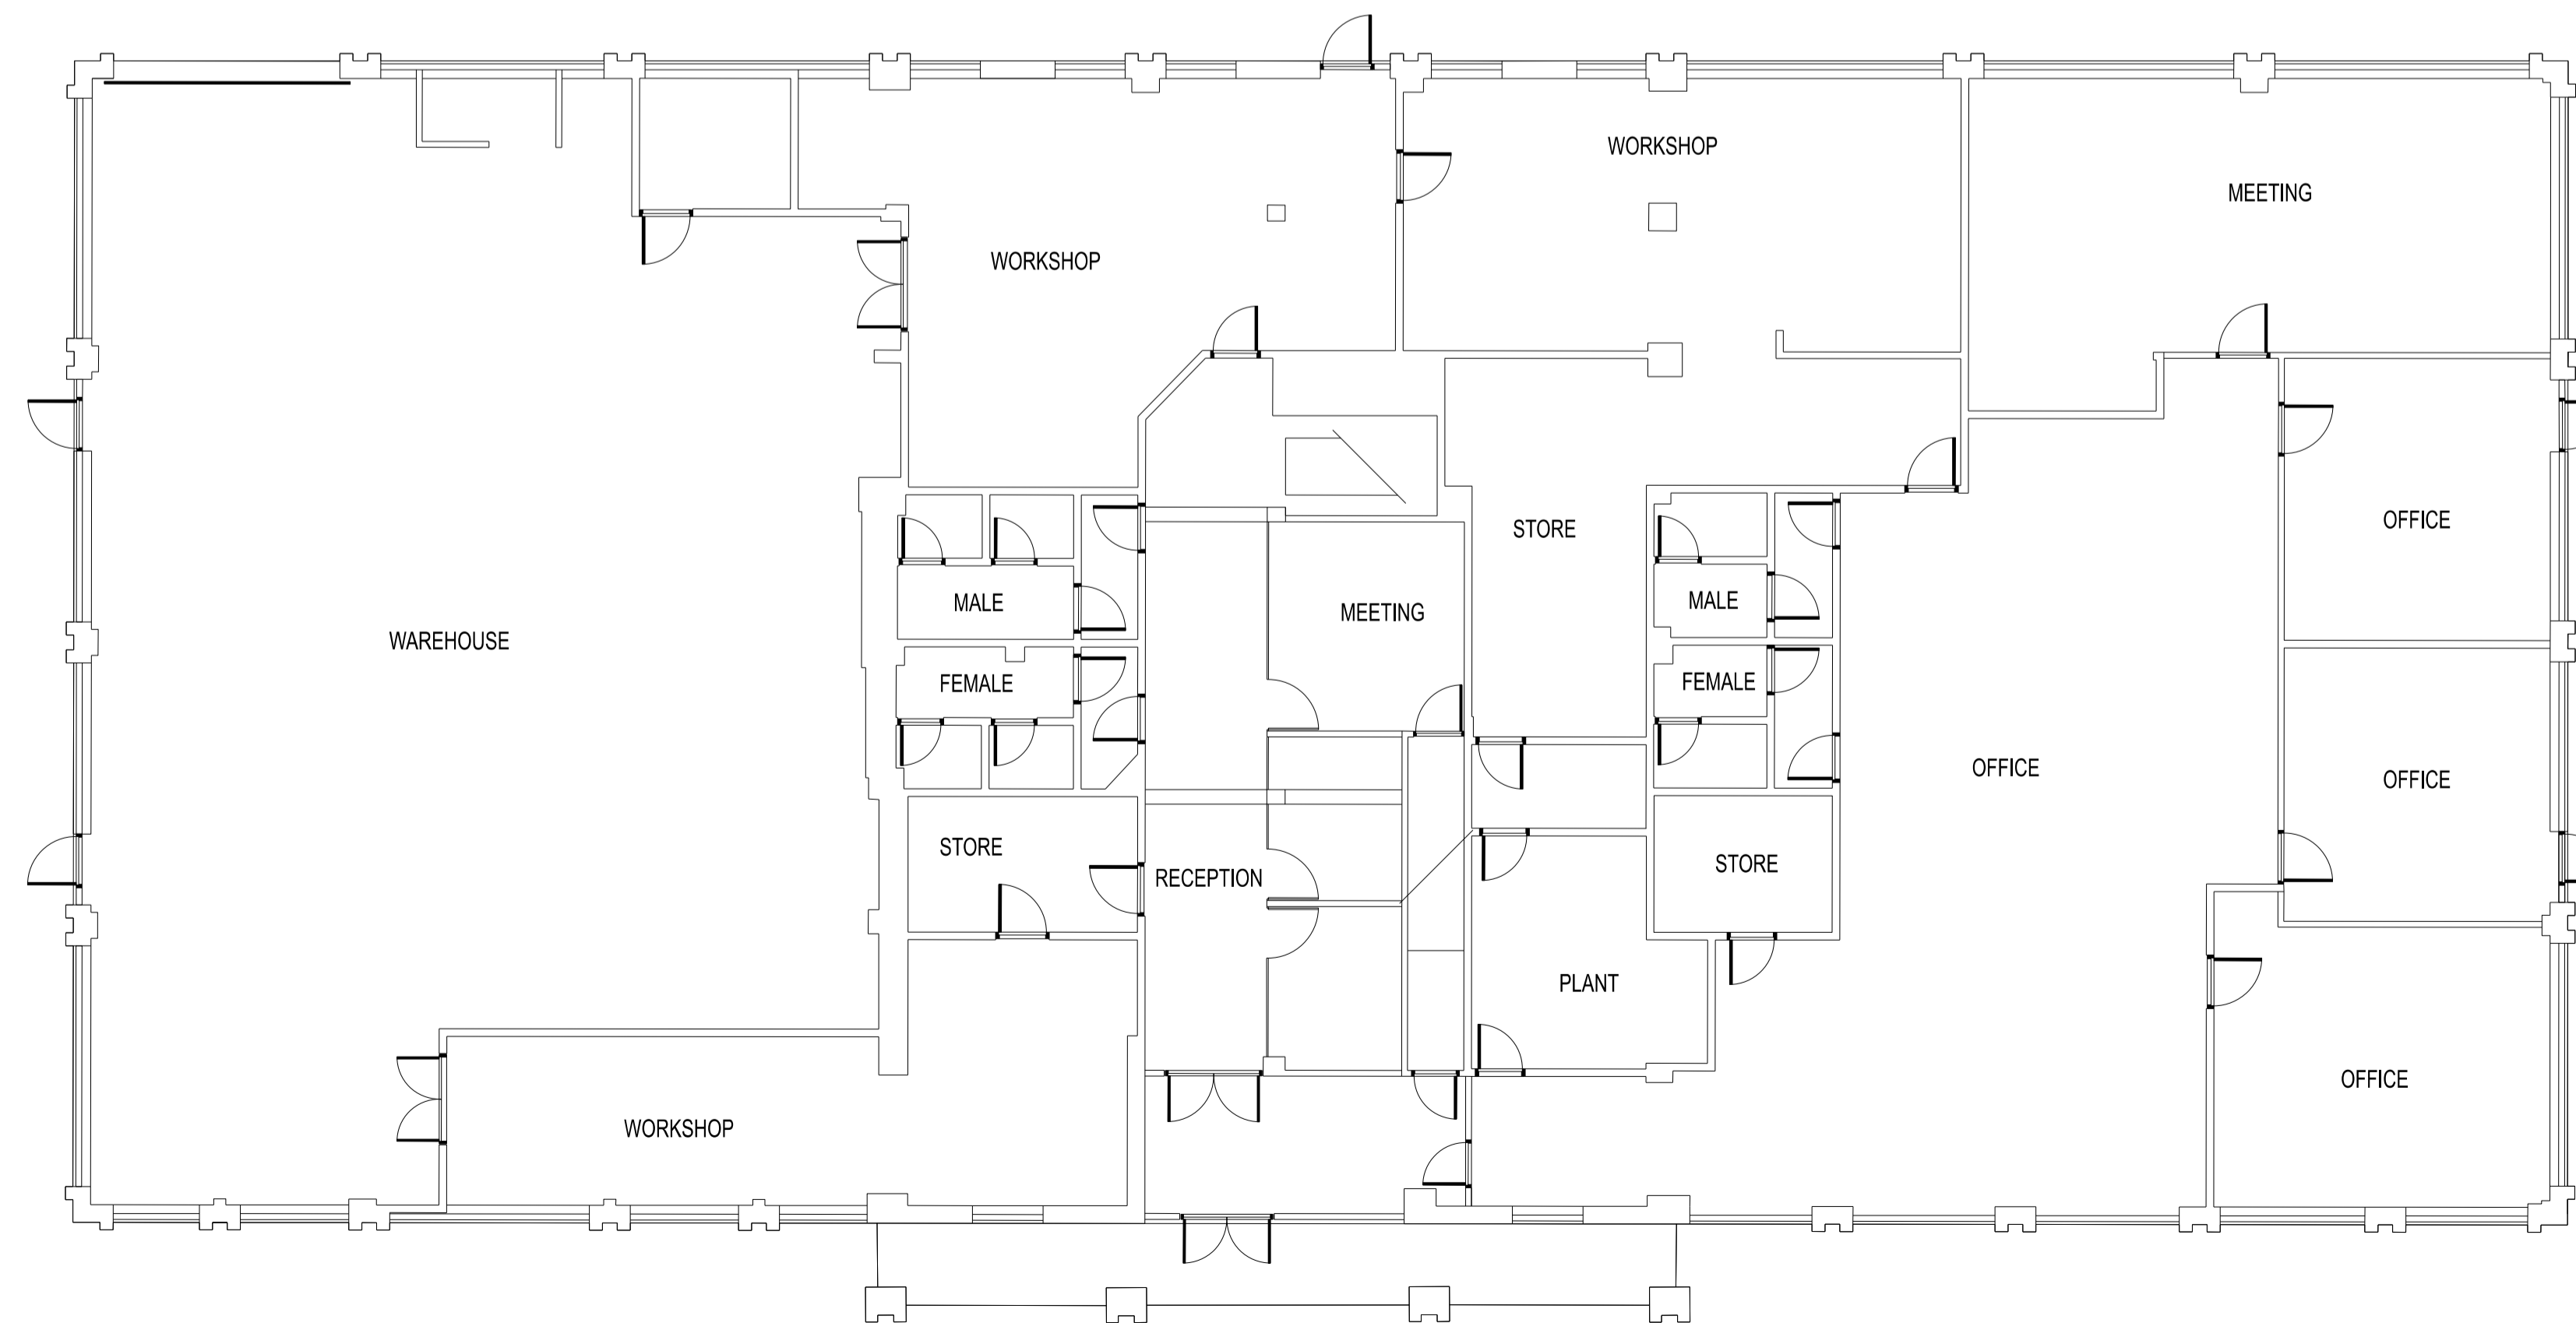 WORKSHOP
MEETING
WORKSHOP
OFFICE
STORE
MALE
MALE
MEETING
WAREHOUSE
FEMALE
FEMALE
OFFICE
OFFICE
STORE
STORE
RECEPTION
PLANT
OFFICE
WORKSHOP